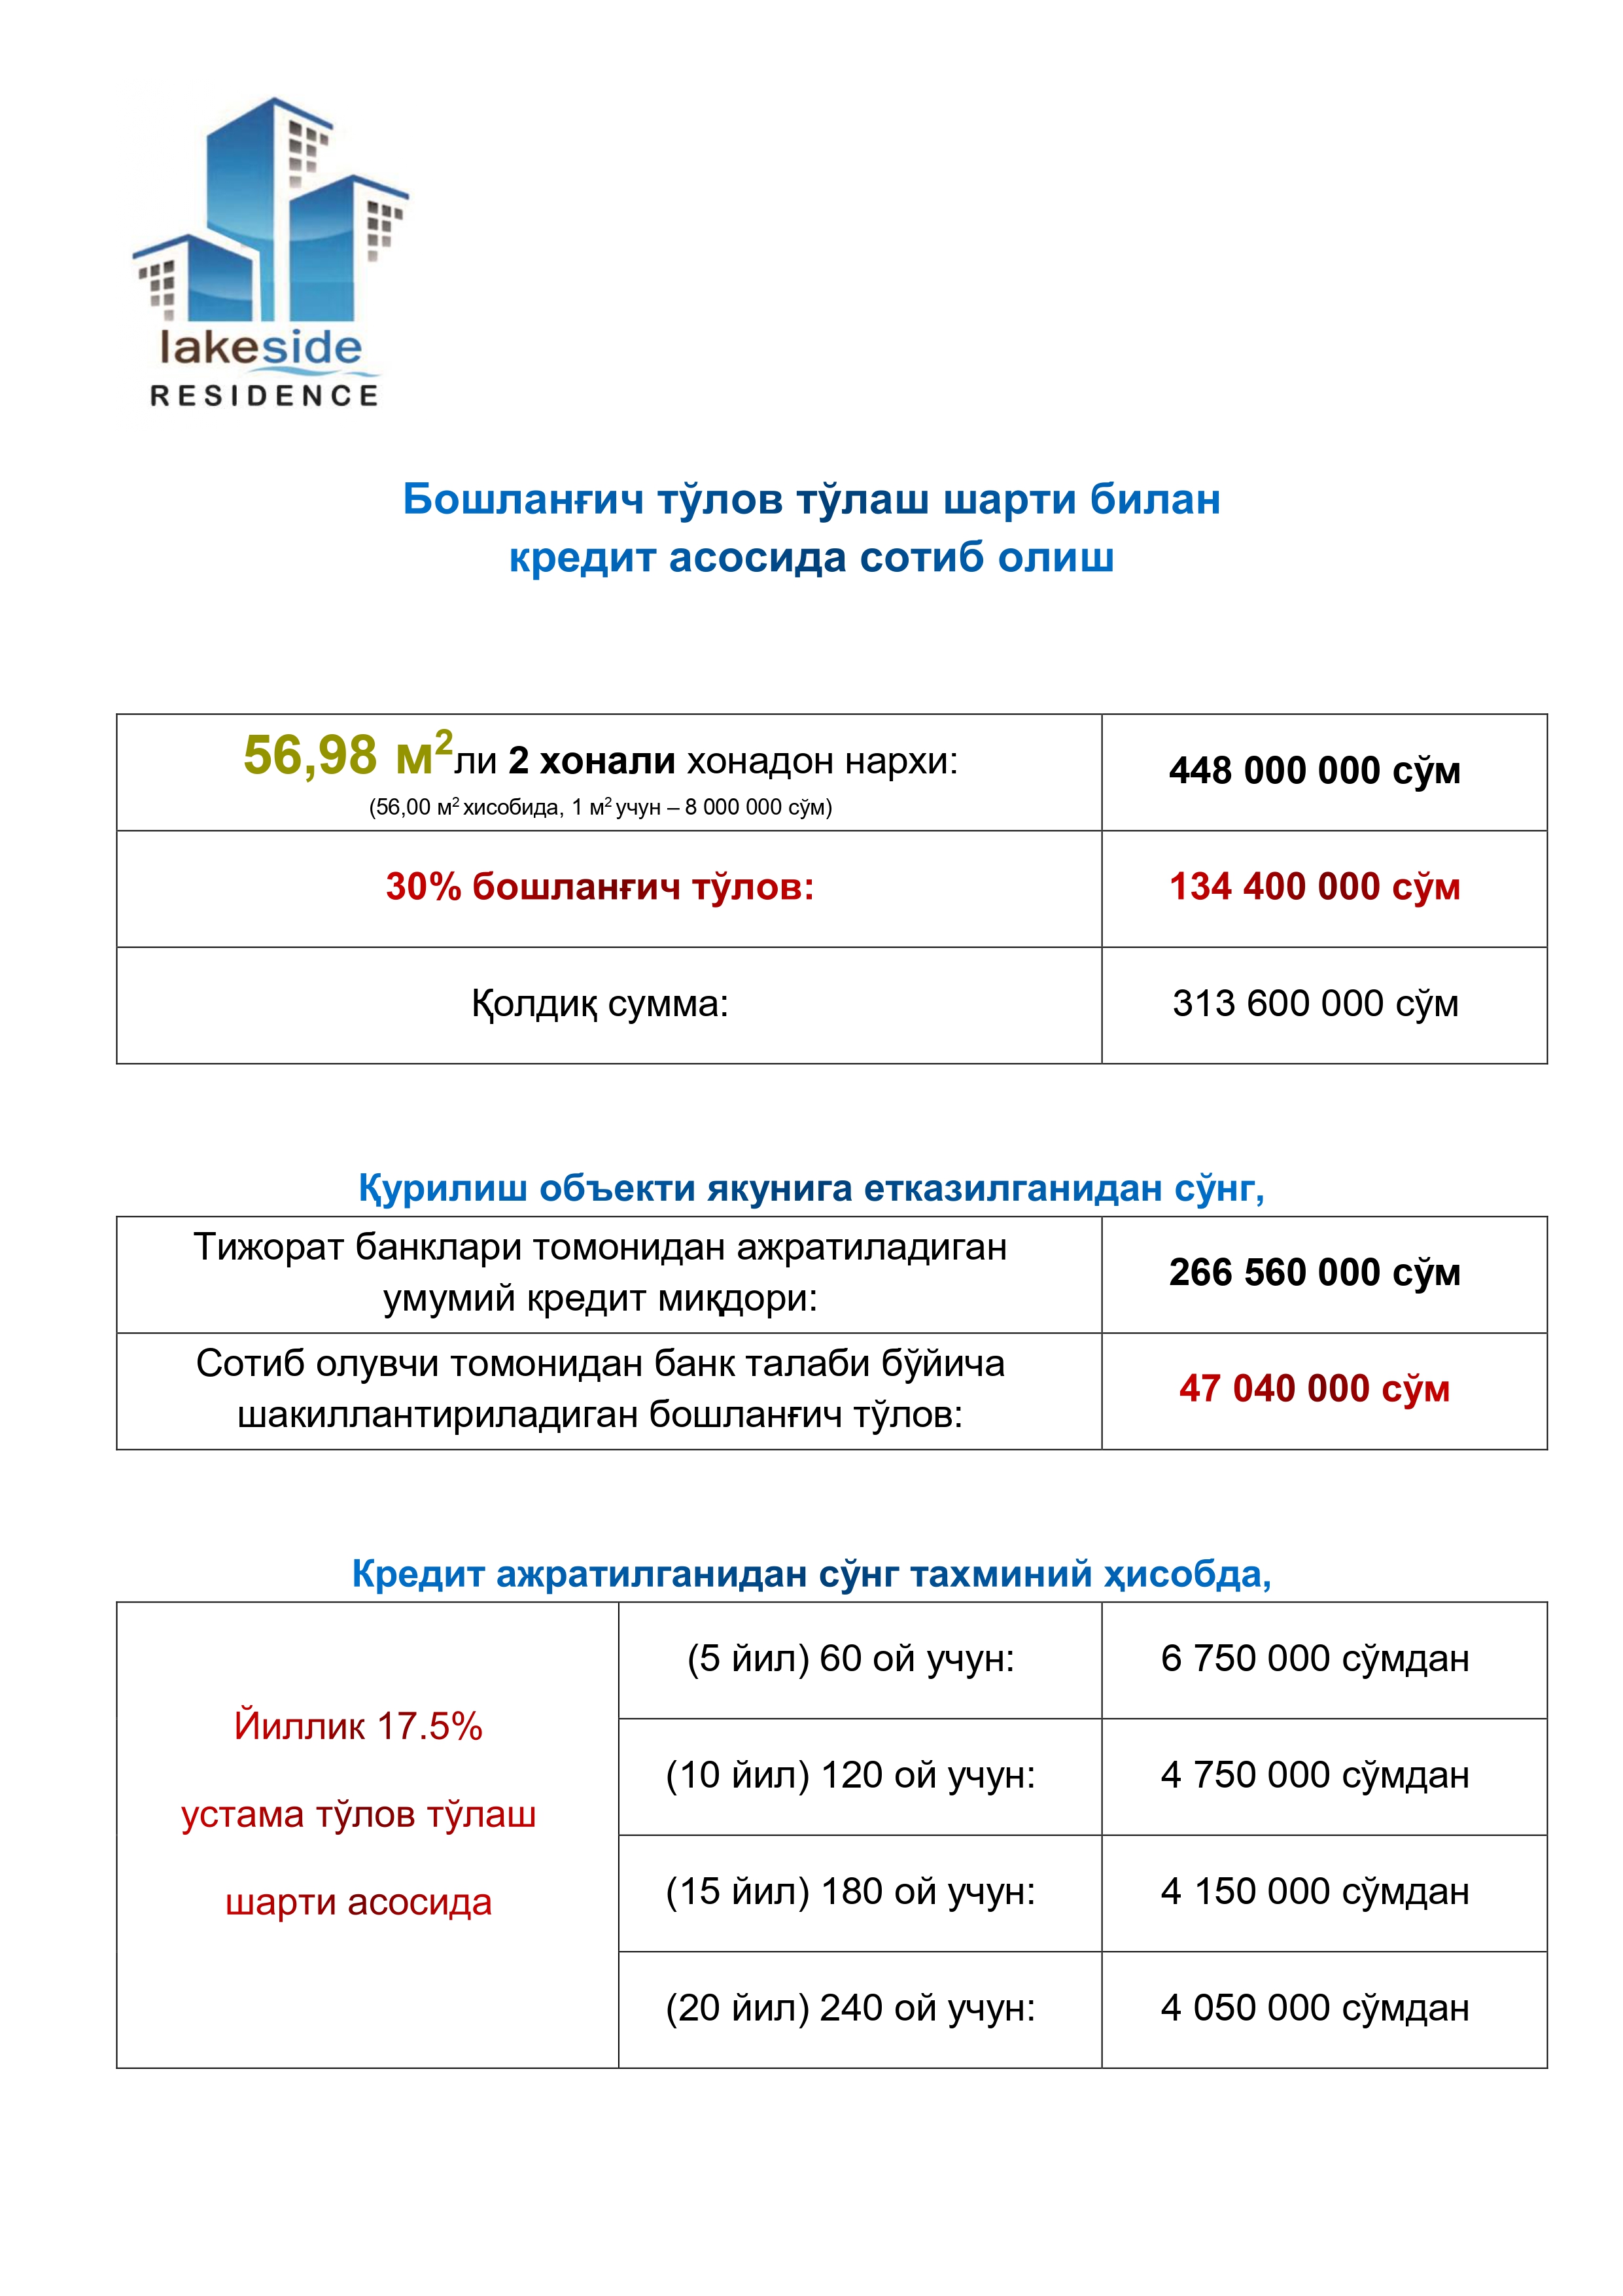 lakeside
RESIDENCE
Бошланғич тўлов тўлаш шарти билан
кредит асосида сотиб олиш
56,98 м²ли 2 хонали хонадон нархи:
(56,00 м² хисобида, 1 м² учун – 8 000 000 сўм)
448 000 000 сўм
30% бошланғич тўлов:
134 400 000 сўм
Қолдиқ сумма:
313 600 000 сўм
Қурилиш объекти якунига етказилганидан сўнг,
Тижорат банклари томонидан ажратиладиган
умумий кредит миқдори:
266 560 000 сўм
Сотиб олувчи томонидан банк талаби бўйича
шакиллантириладиган бошланғич тўлов:
47 040 000 сўм
Кредит ажратилганидан сўнг тахминий ҳисобда,
Йиллик 17.5%
устама тўлов тўлаш
шарти асосида
(5 йил) 60 ой учун:
6 750 000 сўмдан
(10 йил) 120 ой учун:
4 750 000 сўмдан
(15 йил) 180 ой учун:
4 150 000 сўмдан
(20 йил) 240 ой учун:
4 050 000 сўмдан